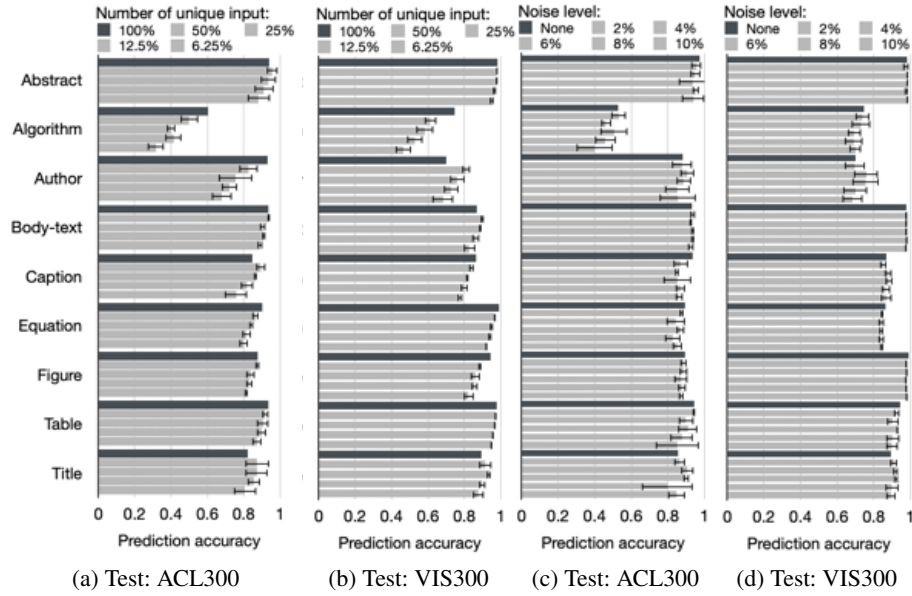 Number of unique input:
100% 50% 25%
12.5% 6.25%
Number of unique input:
100% 50% 25%
12.5% 6.25%
Noise level:
None 2% 4%
6% 8% 10%
Noise level:
None 2% 4%
6% 8% 10%
Abstract
Algorithm
Author
Body-text
Caption
Equation
Figure
Table
Title
0 0.2 0.4 0.6 0.8 1
0 0.2 0.4 0.6 0.8 1
0 0.2 0.4 0.6 0.8 1
0 0.2 0.4 0.6 0.8 1
Prediction accuracy
Prediction accuracy
Prediction accuracy
Prediction accuracy
(a) Test: ACL300
(b) Test: VIS300
(c) Test: ACL300
(d) Test: VIS300